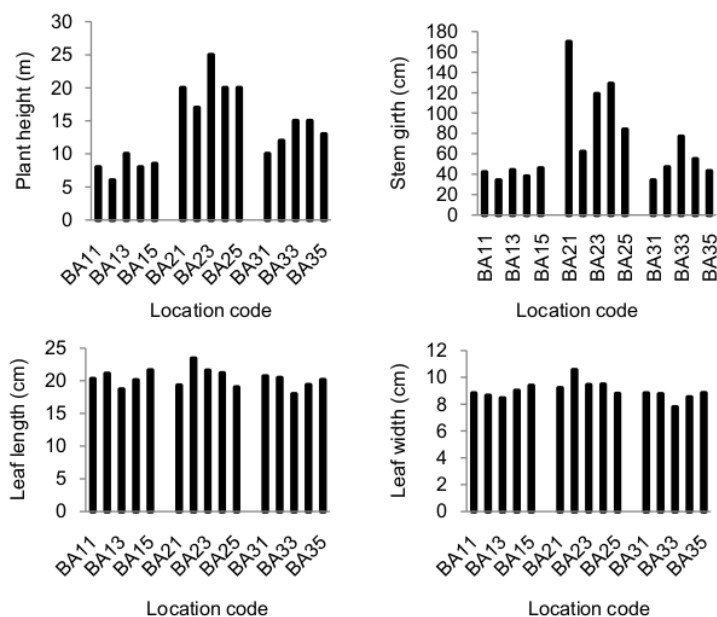 Plant height (m)
30
25
20
15
10
5
0
BA11
BA13
BA15
BA21
BA23
BA25
BA31
BA33
BA35
Location code
Stem girth (cm)
180
160
140
120
100
80
60
40
20
0
BA11
BA13
BA15
BA21
BA23
BA25
BA31
BA33
BA35
Location code
Leaf length (cm)
25
20
15
10
5
0
BA11
BA13
BA15
BA21
BA23
BA25
BA31
BA33
BA35
Location code
Leaf width (cm)
12
10
8
6
4
2
0
BA11
BA13
BA15
BA21
BA23
BA25
BA31
BA33
BA35
Location code